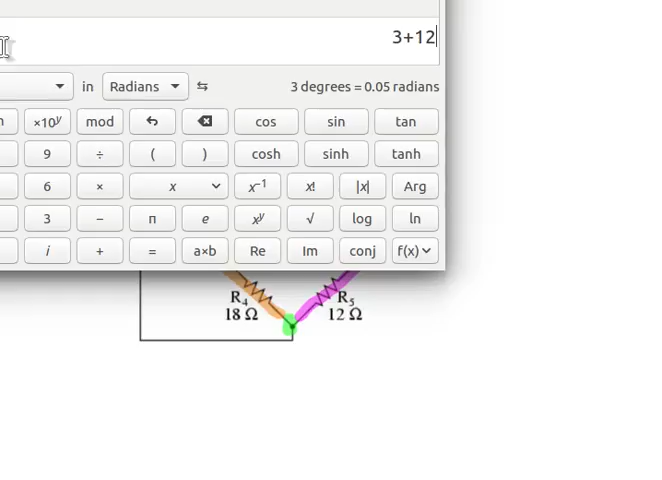 3+12
in Radians 3 degrees = 0.05 radians
×10ʸ mod cos sin tan
9 ÷ ( ) cosh sinh tanh
6 × x x⁻¹ x! |x| Arg
3 − π e xʸ √ log ln
i + = a×b Re Im conj f(x)
R₄ R₅
18 Ω 12 Ω